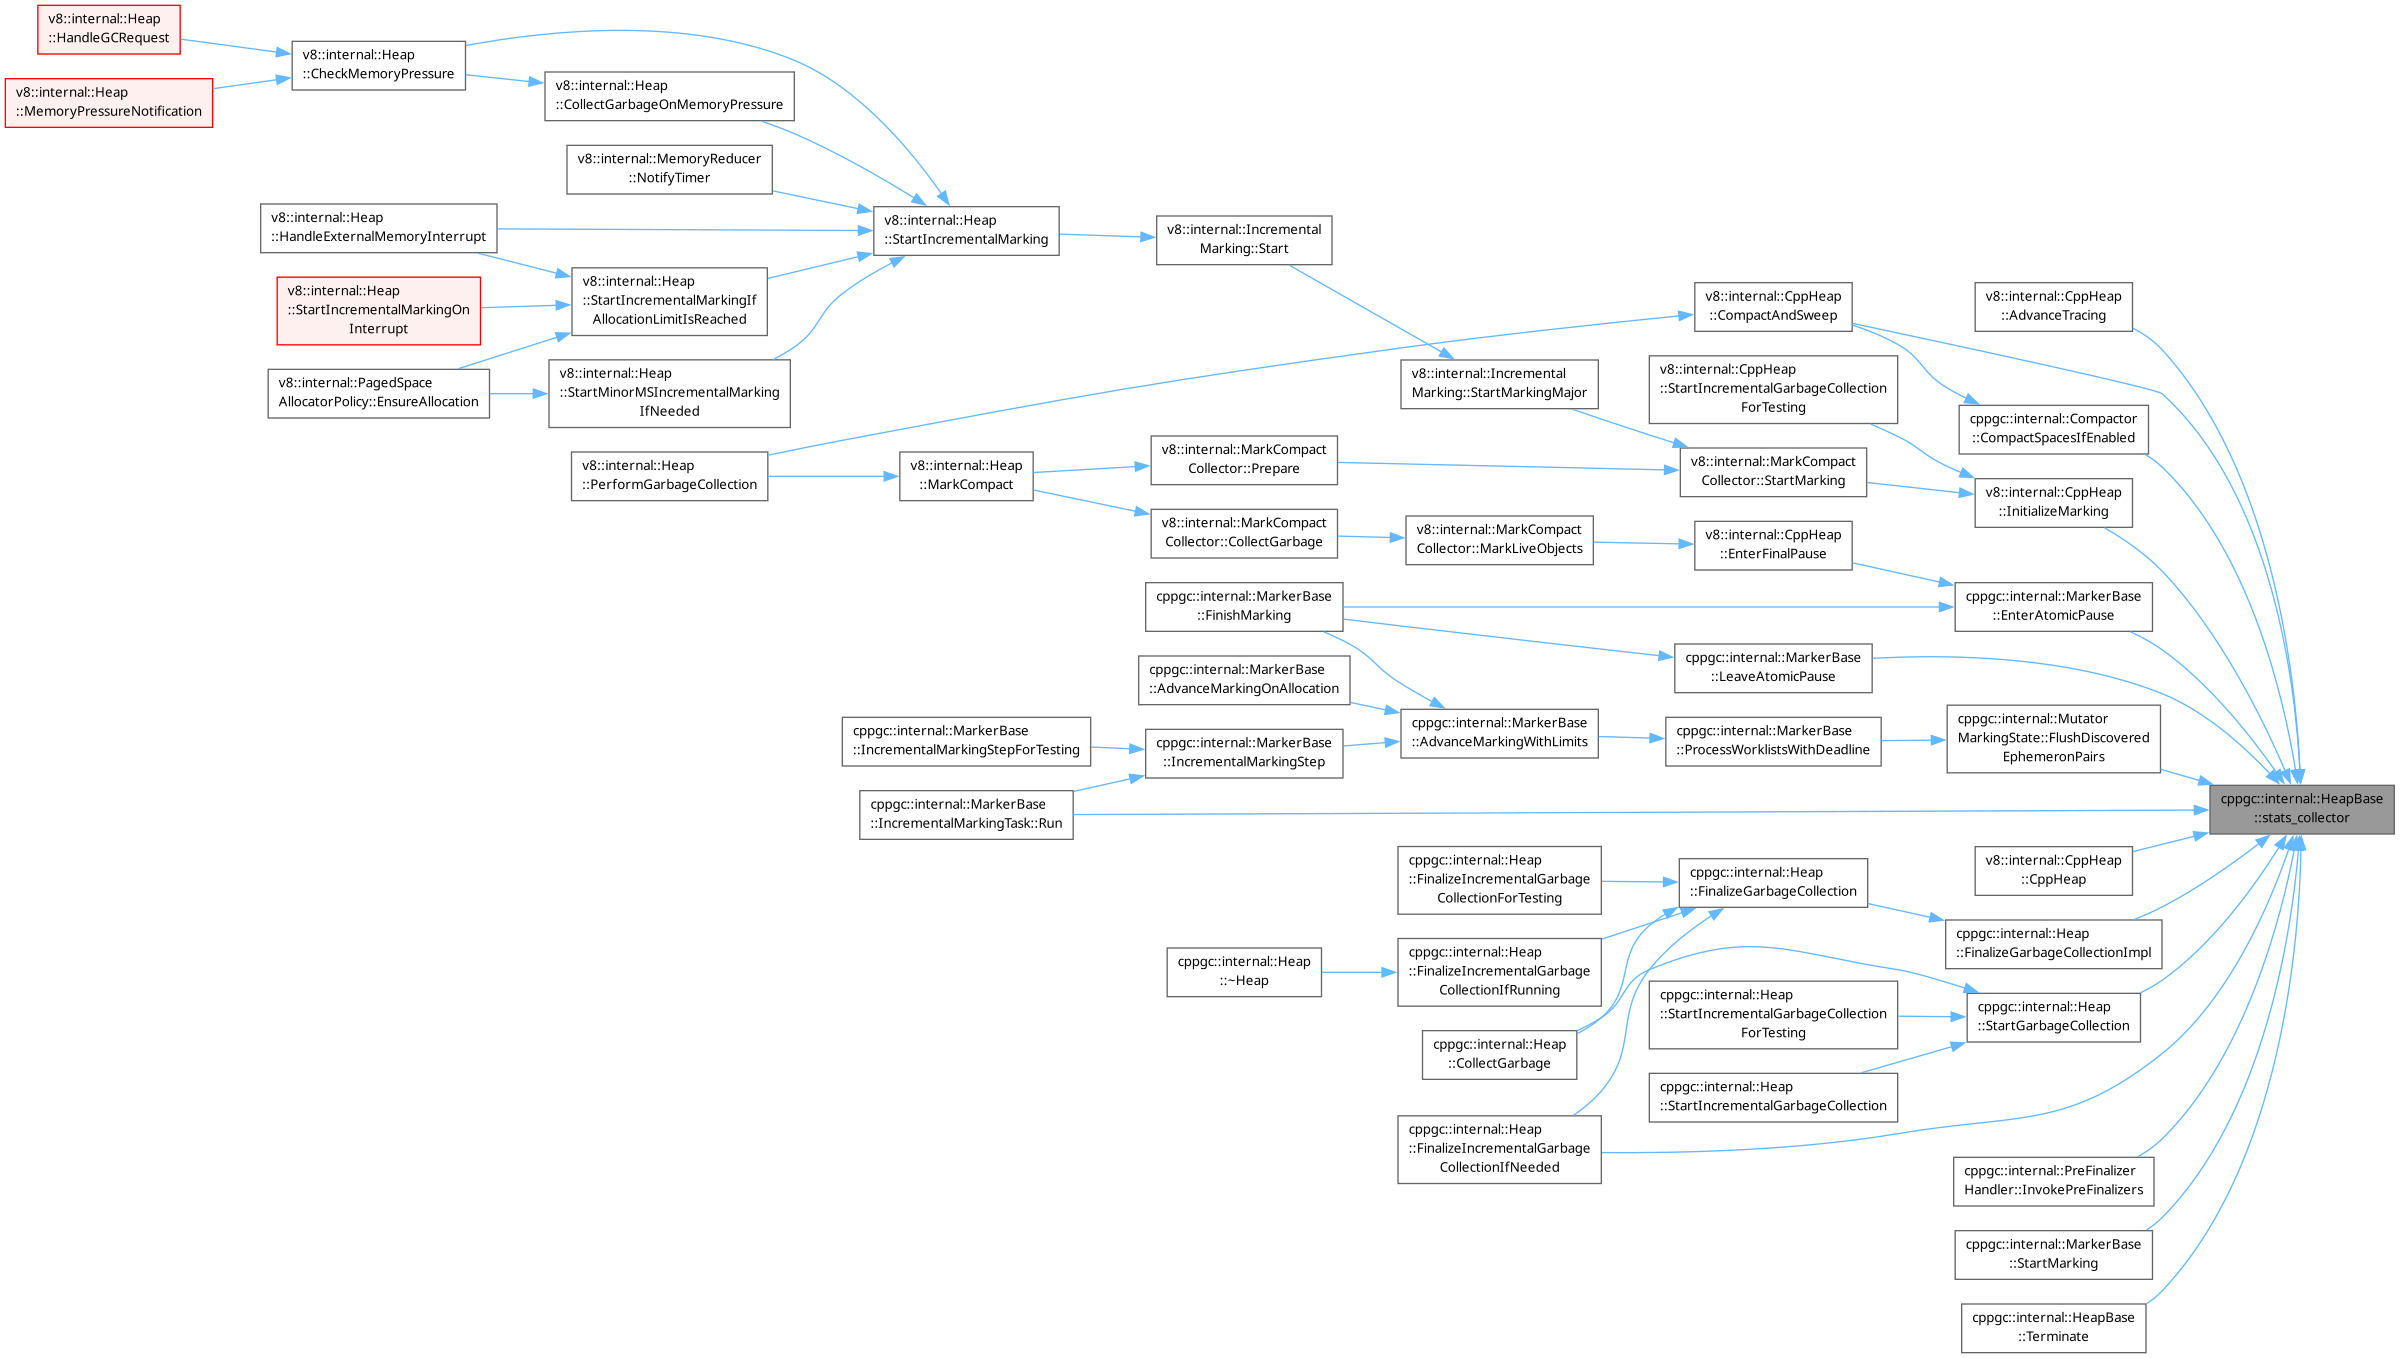 v8::internal::Heap
::HandleGCRequest
v8::internal::Heap
::MemoryPressureNotification
v8::internal::Heap
::CheckMemoryPressure
v8::internal::Heap
::CollectGarbageOnMemoryPressure
v8::internal::MemoryReducer
::NotifyTimer
v8::internal::Heap
::HandleExternalMemoryInterrupt
v8::internal::Heap
::StartIncrementalMarking
v8::internal::Incremental
Marking::Start
v8::internal::Heap
::StartIncrementalMarkingOn
Interrupt
v8::internal::Heap
::StartIncrementalMarkingIf
AllocationLimitIsReached
v8::internal::PagedSpace
AllocatorPolicy::EnsureAllocation
v8::internal::Heap
::StartMinorMSIncrementalMarking
IfNeeded
v8::internal::CppHeap
::CompactAndSweep
v8::internal::CppHeap
::AdvanceTracing
v8::internal::Incremental
Marking::StartMarkingMajor
v8::internal::CppHeap
::StartIncrementalGarbageCollection
ForTesting
cppgc::internal::Compactor
::CompactSpacesIfEnabled
v8::internal::Heap
::PerformGarbageCollection
v8::internal::Heap
::MarkCompact
v8::internal::MarkCompact
Collector::Prepare
v8::internal::MarkCompact
Collector::StartMarking
v8::internal::CppHeap
::InitializeMarking
v8::internal::MarkCompact
Collector::CollectGarbage
v8::internal::MarkCompact
Collector::MarkLiveObjects
v8::internal::CppHeap
::EnterFinalPause
cppgc::internal::MarkerBase
::FinishMarking
cppgc::internal::MarkerBase
::EnterAtomicPause
cppgc::internal::MarkerBase
::AdvanceMarkingOnAllocation
cppgc::internal::MarkerBase
::LeaveAtomicPause
cppgc::internal::MarkerBase
::IncrementalMarkingStepForTesting
cppgc::internal::MarkerBase
::IncrementalMarkingStep
cppgc::internal::MarkerBase
::AdvanceMarkingWithLimits
cppgc::internal::MarkerBase
::ProcessWorklistsWithDeadline
cppgc::internal::Mutator
MarkingState::FlushDiscovered
EphemeronPairs
cppgc::internal::MarkerBase
::IncrementalMarkingTask::Run
cppgc::internal::HeapBase
::stats_collector
cppgc::internal::Heap
::FinalizeIncrementalGarbage
CollectionForTesting
cppgc::internal::Heap
::FinalizeGarbageCollection
v8::internal::CppHeap
::CppHeap
cppgc::internal::Heap
::~Heap
cppgc::internal::Heap
::FinalizeIncrementalGarbage
CollectionIfRunning
cppgc::internal::Heap
::FinalizeGarbageCollectionImpl
cppgc::internal::Heap
::StartIncrementalGarbageCollection
ForTesting
cppgc::internal::Heap
::StartGarbageCollection
cppgc::internal::Heap
::CollectGarbage
cppgc::internal::Heap
::StartIncrementalGarbageCollection
cppgc::internal::Heap
::FinalizeIncrementalGarbage
CollectionIfNeeded
cppgc::internal::PreFinalizer
Handler::InvokePreFinalizers
cppgc::internal::MarkerBase
::StartMarking
cppgc::internal::HeapBase
::Terminate